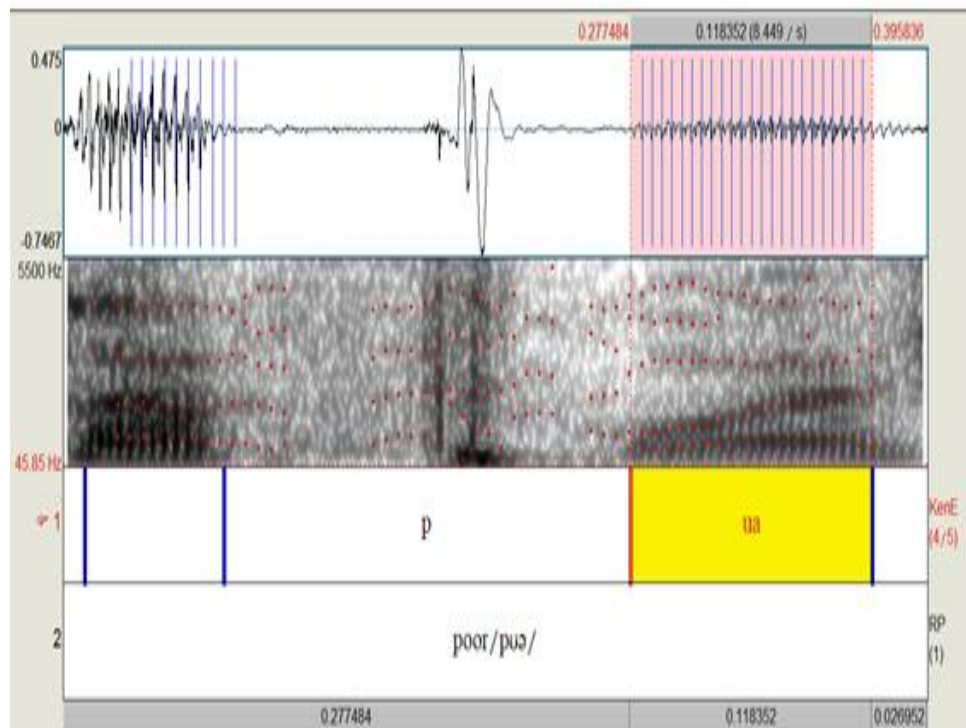 0.277484 0.118352 (8.449 / s) 0.395836
0.475
0
-0.7467
5500 Hz
45.85 Hz
1 p ua KenE (4/5)
2 poor/puə/ RP (1)
0.277484 0.118352 0.026952